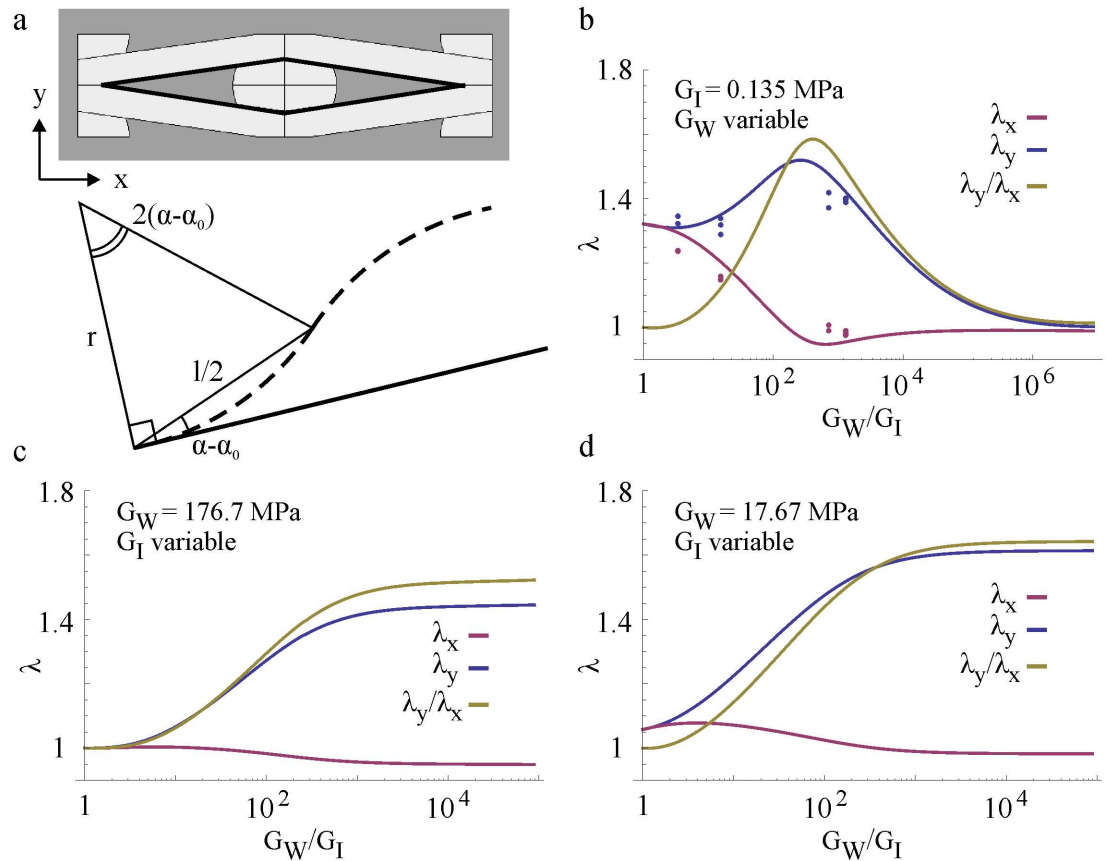 a
y
x
2(α-α₀)
r
l/2
α-α₀
b
G_I = 0.135 MPa
G_W variable
λ_x
λ_y
λ_y/λ_x
1.8
1.4
1
λ
1 10² 10⁴ 10⁶
G_W/G_I
c
G_W = 176.7 MPa
G_I variable
λ_x
λ_y
λ_y/λ_x
1.8
1.4
1
λ
1 10² 10⁴
G_W/G_I
d
G_W = 17.67 MPa
G_I variable
λ_x
λ_y
λ_y/λ_x
1.8
1.4
1
λ
1 10² 10⁴
G_W/G_I